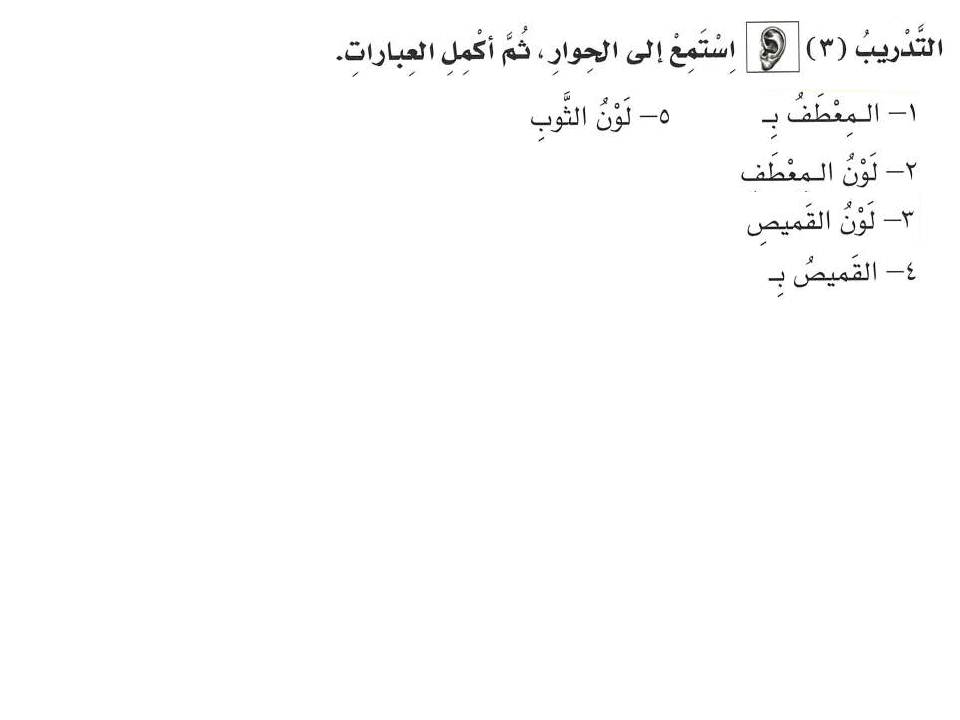 التَّدْريبُ (٣) اِسْتَمِعْ إلى الحِوارِ، ثُمَّ أكْمِلِ العِباراتِ.
١– الـمِعْطَفُ بِـ
٥– لَوْنُ الثَّوبِ
٢– لَوْنُ الـمِعْطَفِ
٣– لَوْنُ القَميصِ
٤– القَميصُ بِـ